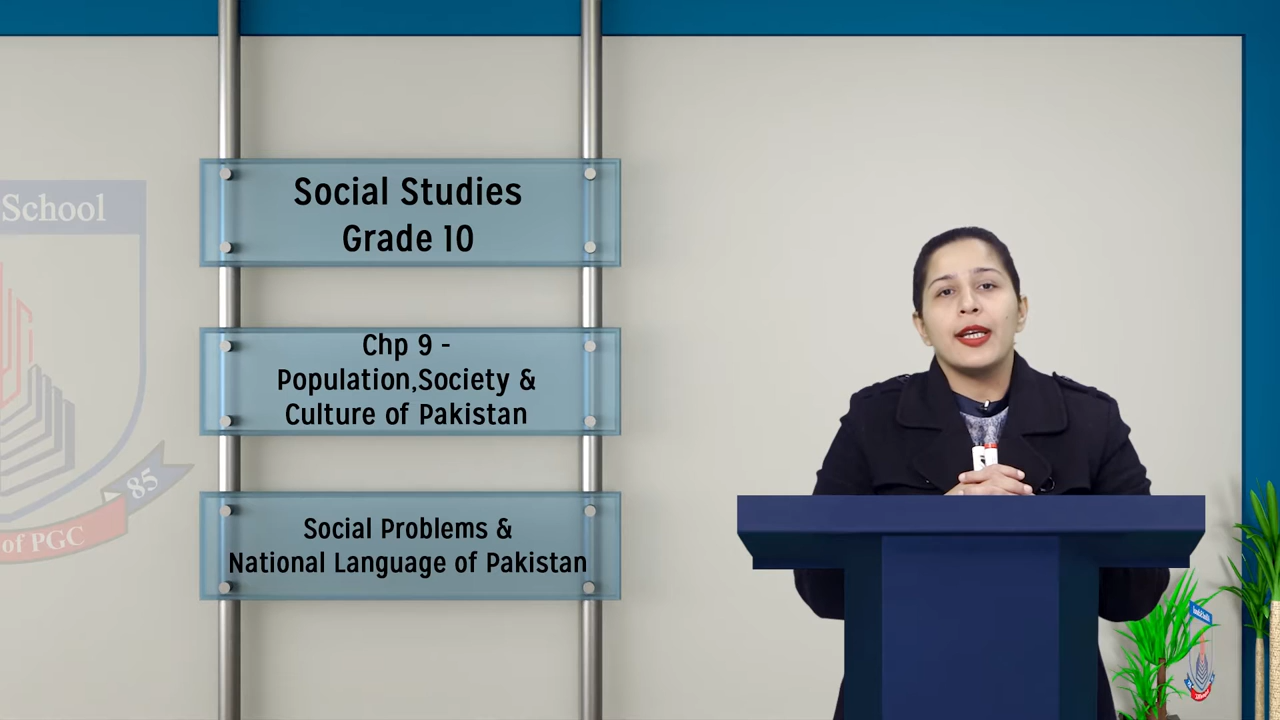 Social Studies
Grade 10
Chp 9 -
Population,Society &
Culture of Pakistan
Social Problems &
National Language of Pakistan
School
85
of PGC